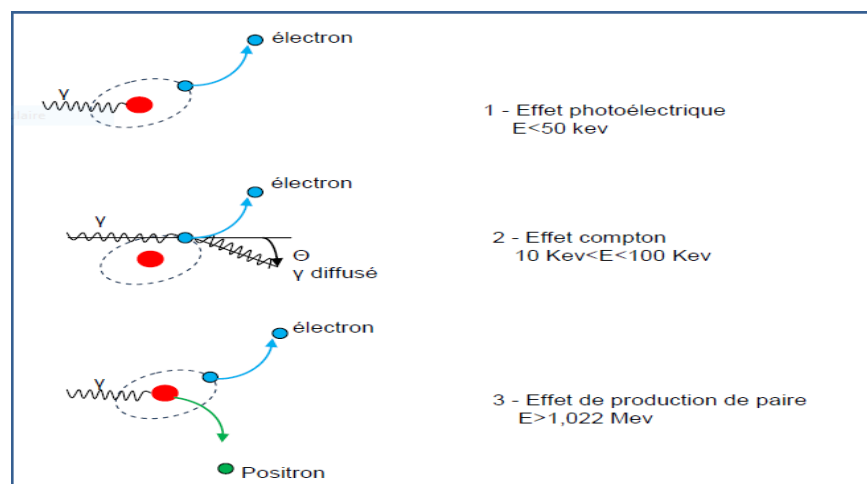 électron
γ
1 - Effet photoélectrique
E<50 kev
électron
γ
2 - Effet compton
10 Kev<E<100 Kev
Θ
γ diffusé
électron
γ
3 - Effet de production de paire
E>1,022 Mev
Positron